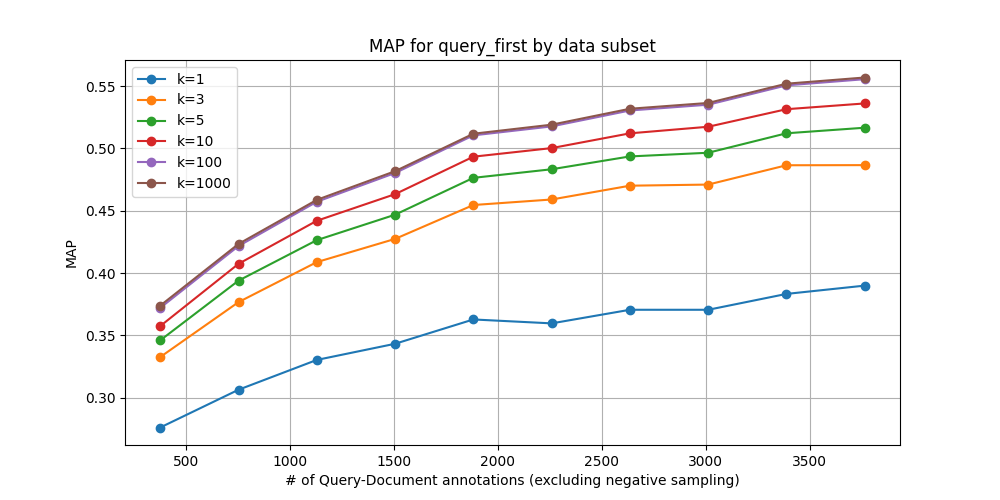 MAP for query_first by data subset
k=1
k=3
k=5
k=10
k=100
k=1000
MAP
0.55
0.50
0.45
0.40
0.35
0.30
500 1000 1500 2000 2500 3000 3500
# of Query-Document annotations (excluding negative sampling)